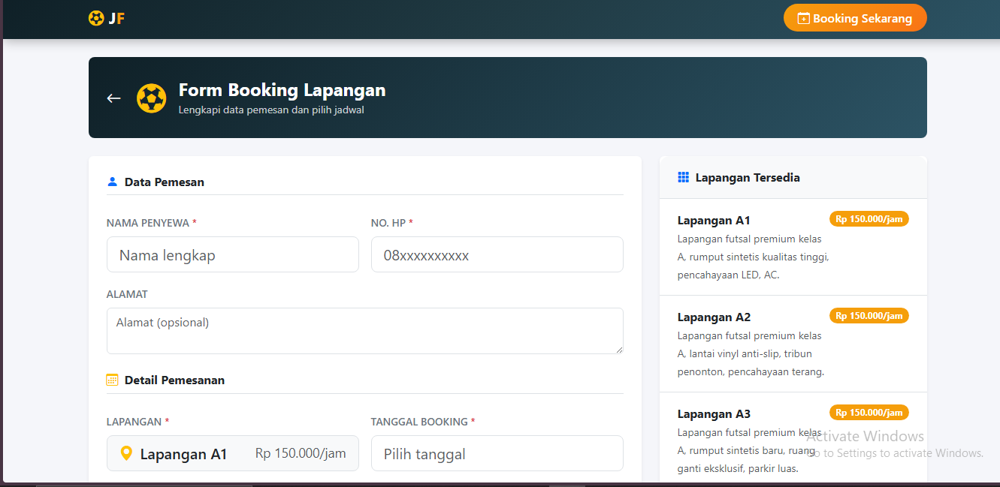 JF
Booking Sekarang
Form Booking Lapangan
Lengkapi data pemesan dan pilih jadwal
Data Pemesan
NAMA PENYEWA *
NO. HP *
Nama lengkap
08xxxxxxxxxx
ALAMAT
Alamat (opsional)
Detail Pemesanan
LAPANGAN *
TANGGAL BOOKING *
Lapangan A1
Rp 150.000/jam
Pilih tanggal
Lapangan Tersedia
Lapangan A1
Rp 150.000/jam
Lapangan futsal premium kelas
A, rumput sintetis kualitas tinggi,
pencahayaan LED, AC.
Lapangan A2
Rp 150.000/jam
Lapangan futsal premium kelas
A, lantai vinyl anti-slip, tribun
penonton, pencahayaan terang.
Lapangan A3
Rp 150.000/jam
Lapangan futsal premium kelas
A, rumput sintetis baru, ruang
ganti eksklusif, parkir luas.
Activate Windows
Go to Settings to activate Windows.